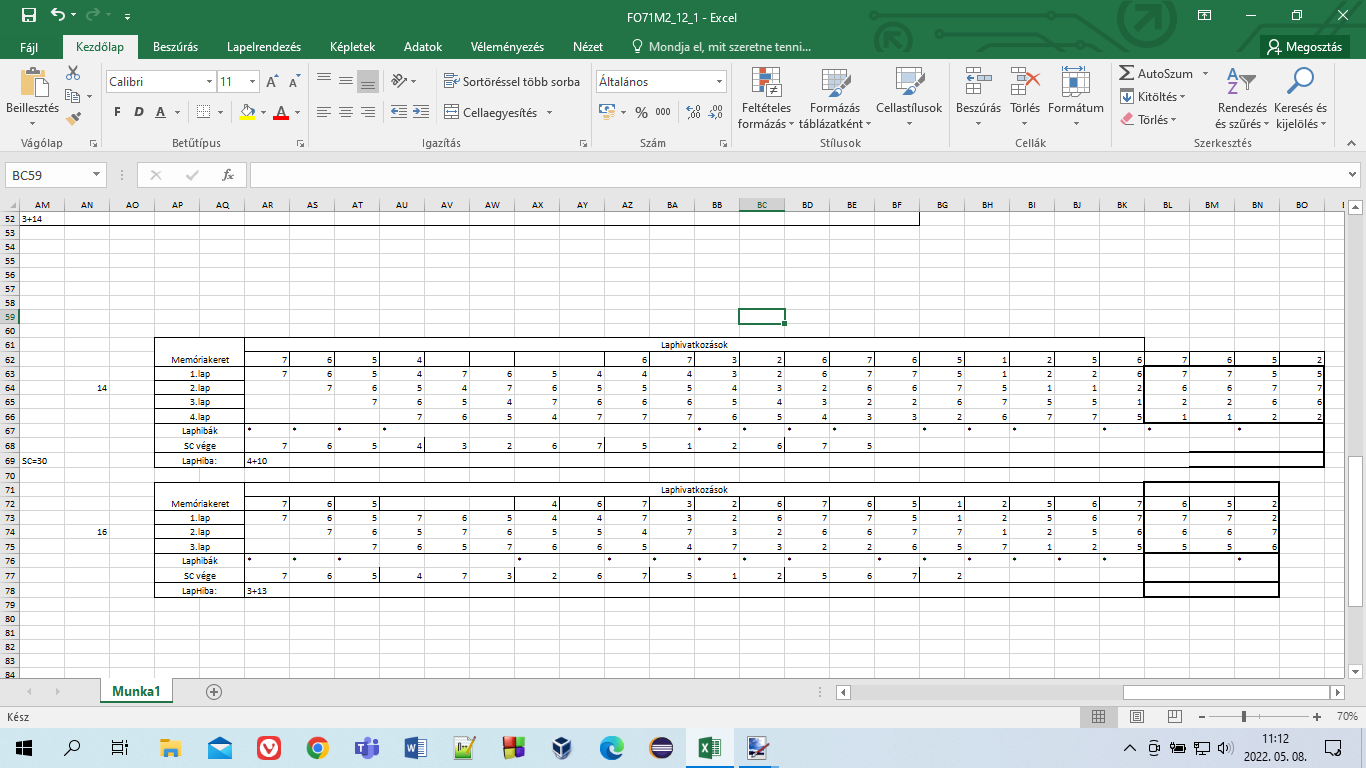 FO71M2_12_1 - Excel
Fájl Kezdőlap Beszúrás Lapelrendezés Képletek Adatok Véleményezés Nézet Mondja el, mit szeretne tenni... Megosztás
Beillesztés
Vágólap
Calibri 11
F D A
Betűtípus
Sortöréssel több sorba
Cellaegyesítés
Igazítás
Általános
% 000
Szám
Feltételes formázás
Formázás táblázatként
Cellastílusok
Stílusok
Beszúrás Törlés Formátum
Cellák
AutoSzum
Kitöltés
Törlés
Rendezés és szűrés
Keresés és kijelölés
Szerkesztés
BC59 fx
AM AN AO AP AQ AR AS AT AU AV AW AX AY AZ BA BB BC BD BE BF BG BH BI BJ BK BL BM BN BO
52 3+14
53
54
55
56
57
58
59
60
61 Laphivatkozások
62 Memóriakeret 7 6 5 4 6 7 3 2 6 7 6 5 1 2 5 6 7 6 5 2
63 1.lap 7 6 5 4 7 6 5 4 4 4 3 2 6 7 7 5 1 2 2 6 7 7 5 5
64 14 2.lap 7 6 5 4 7 6 5 5 5 4 3 2 6 6 7 5 1 1 2 6 6 7 7
65 3.lap 7 6 5 4 7 6 6 6 5 4 3 2 2 6 7 5 5 1 2 2 6 6
66 4.lap 7 6 5 4 7 7 7 6 5 4 3 3 2 6 7 7 5 1 1 2 2
67 Laphibák * * * * * * * * * * * * * *
68 SC vége 7 6 5 4 3 2 6 7 5 1 2 6 7 5
69 SC=30 LapHiba: 4+10
70
71 Laphivatkozások
72 Memóriakeret 7 6 5 4 6 7 3 2 6 7 6 5 1 2 5 6 7 6 5 2
73 1.lap 7 6 5 7 6 5 4 4 7 3 2 6 7 7 5 1 2 5 6 7 7 7 2
74 16 2.lap 7 6 5 7 6 5 5 4 7 3 2 6 6 7 7 1 2 5 6 6 6 7
75 3.lap 7 6 5 7 6 6 5 4 7 3 2 2 6 5 7 1 2 5 5 5 6
76 Laphibák * * * * * * * * * * * * * * * *
77 SC vége 7 6 5 4 7 3 2 6 7 5 1 2 5 6 7 2
78 LapHiba: 3+13
79
80
81
82
83
84
Munka1
Kész 70%
11:12
2022. 05. 08.